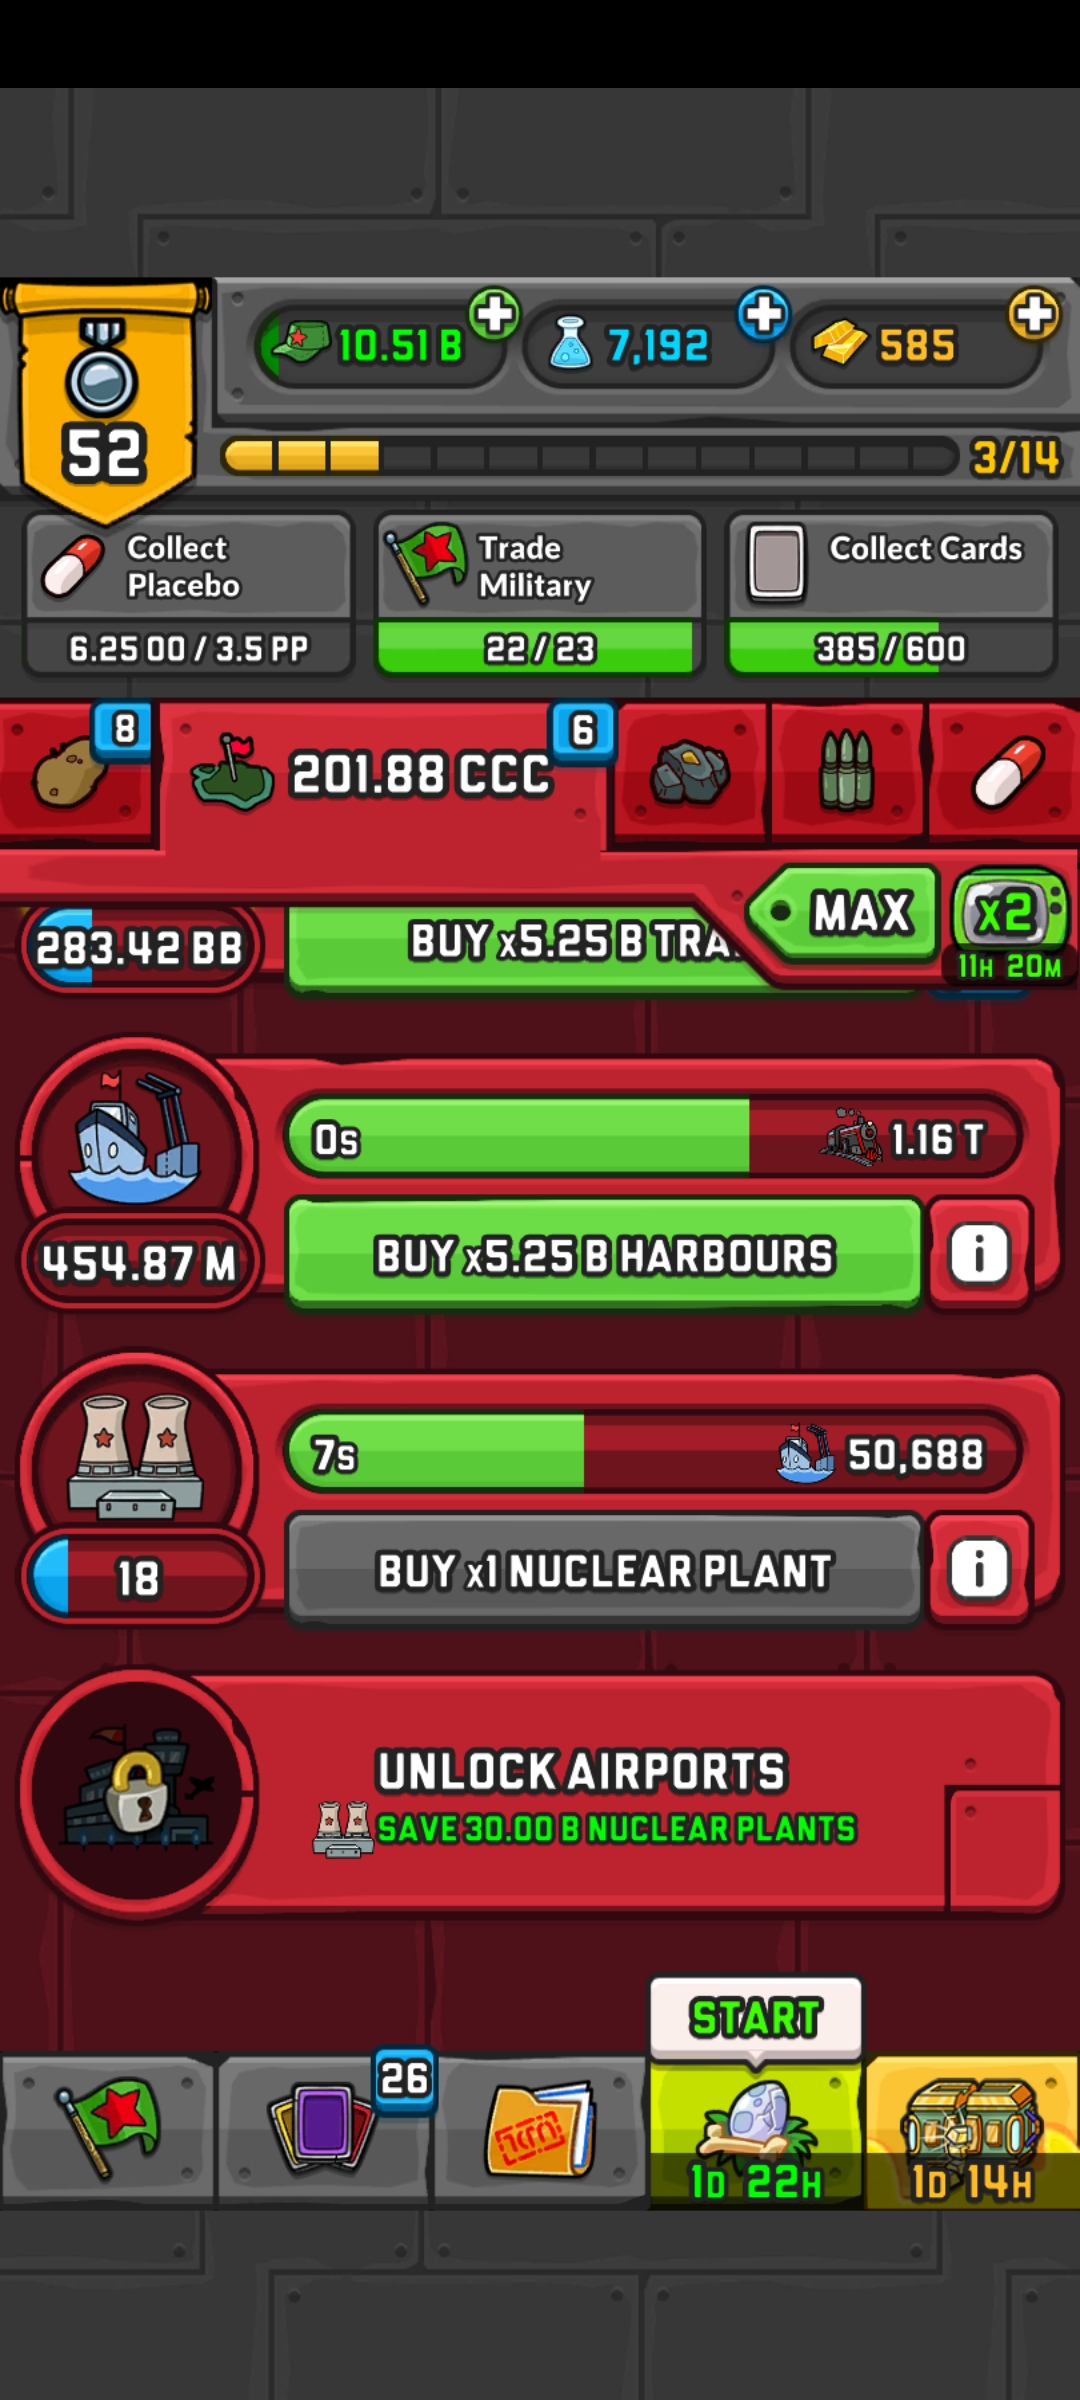 10.51 B
7,192
585
52
3/14
Collect
Placebo
6.25 OO / 3.5 PP
Trade
Military
22 / 23
Collect Cards
385 / 600
8
201.88 CCC
6
MAX
x2
11H 20M
283.42 BB
BUY x5.25 B TRA
0s
1.16 T
454.87 M
BUY x5.25 B HARBOURS
i
7s
50,688
18
BUY x1 NUCLEAR PLANT
i
UNLOCK AIRPORTS
SAVE 30.00 B NUCLEAR PLANTS
START
26
1D 22H
1D 14H